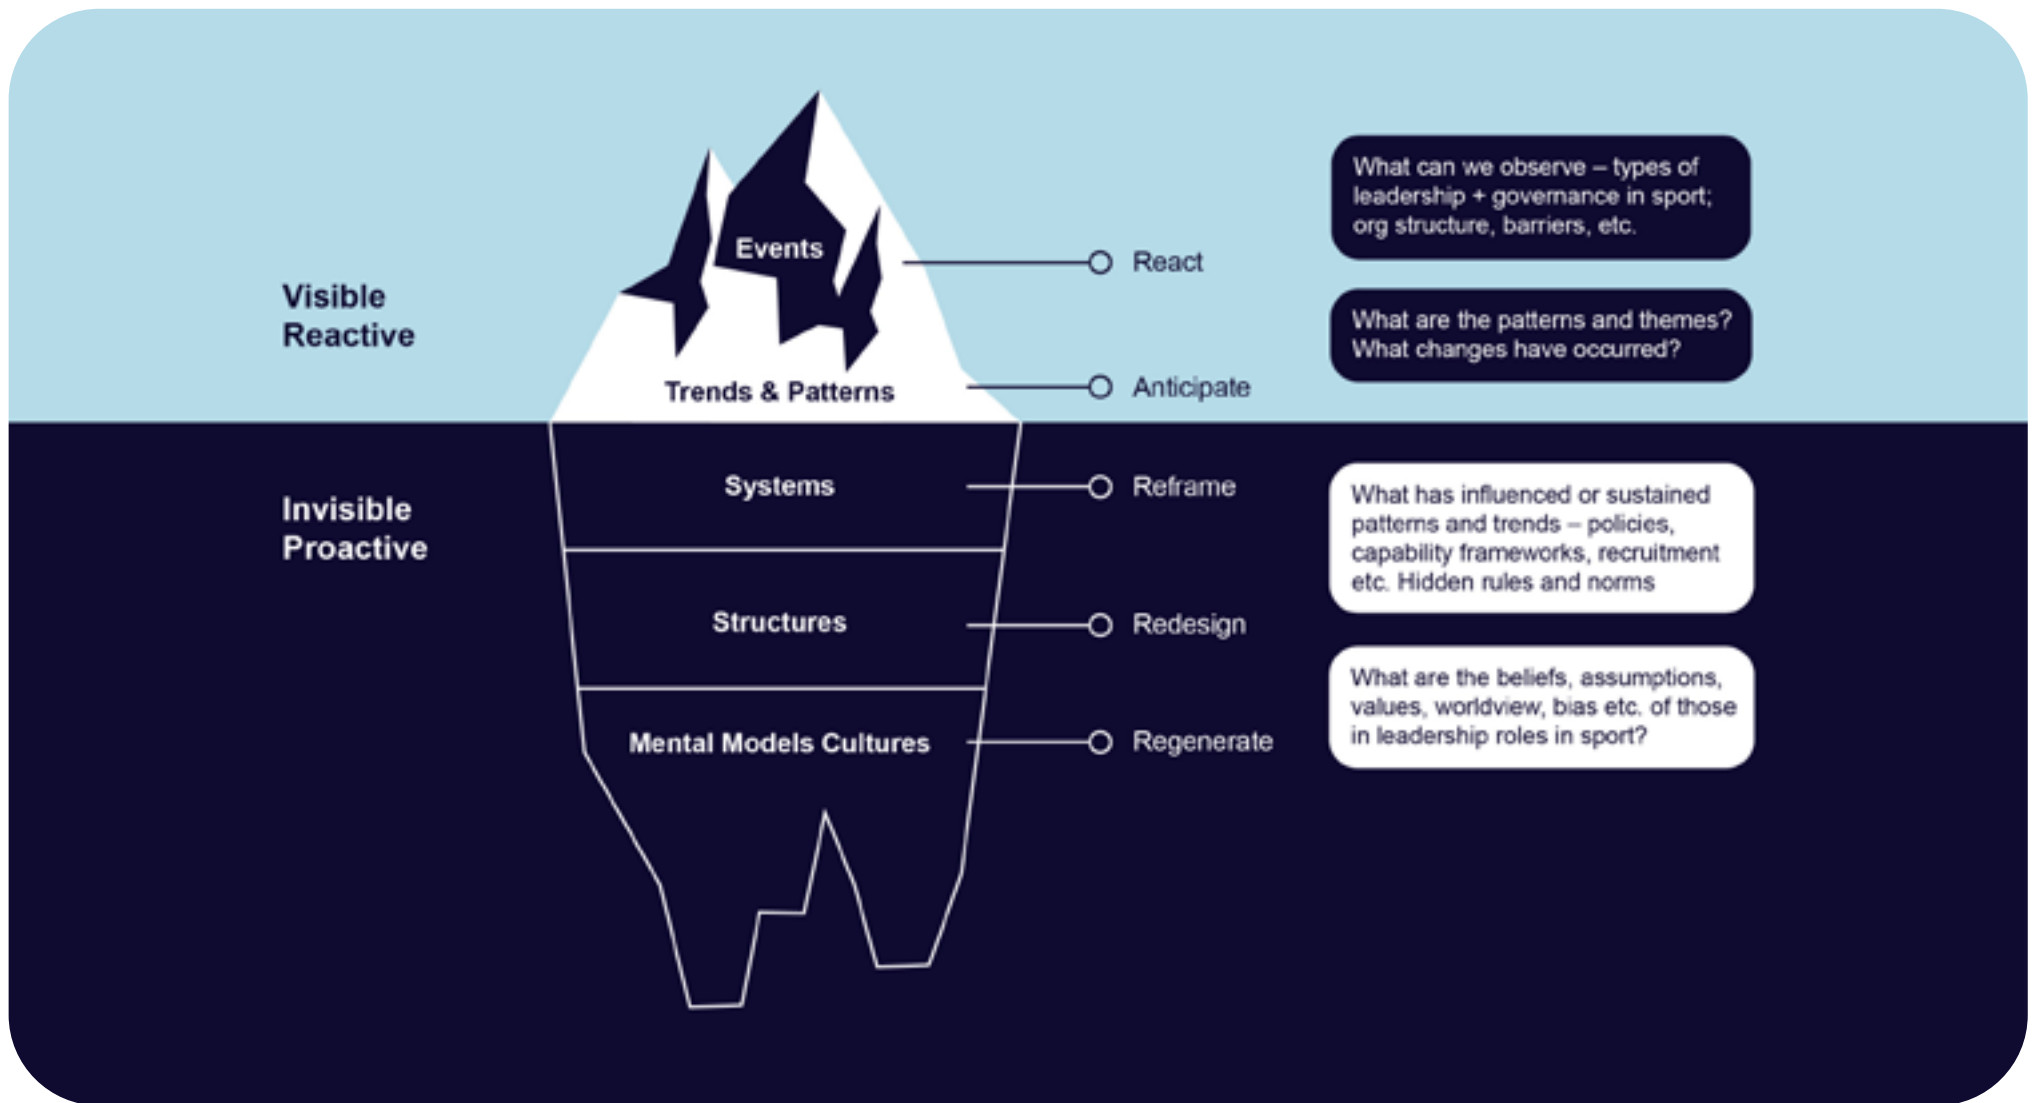 Visible
Reactive
Events
Trends & Patterns
React
Anticipate
What can we observe – types of
leadership + governance in sport;
org structure, barriers, etc.
What are the patterns and themes?
What changes have occurred?
Invisible
Proactive
Systems
Structures
Mental Models Cultures
Reframe
Redesign
Regenerate
What has influenced or sustained
patterns and trends – policies,
capability frameworks, recruitment
etc. Hidden rules and norms
What are the beliefs, assumptions,
values, worldview, bias etc. of those
in leadership roles in sport?